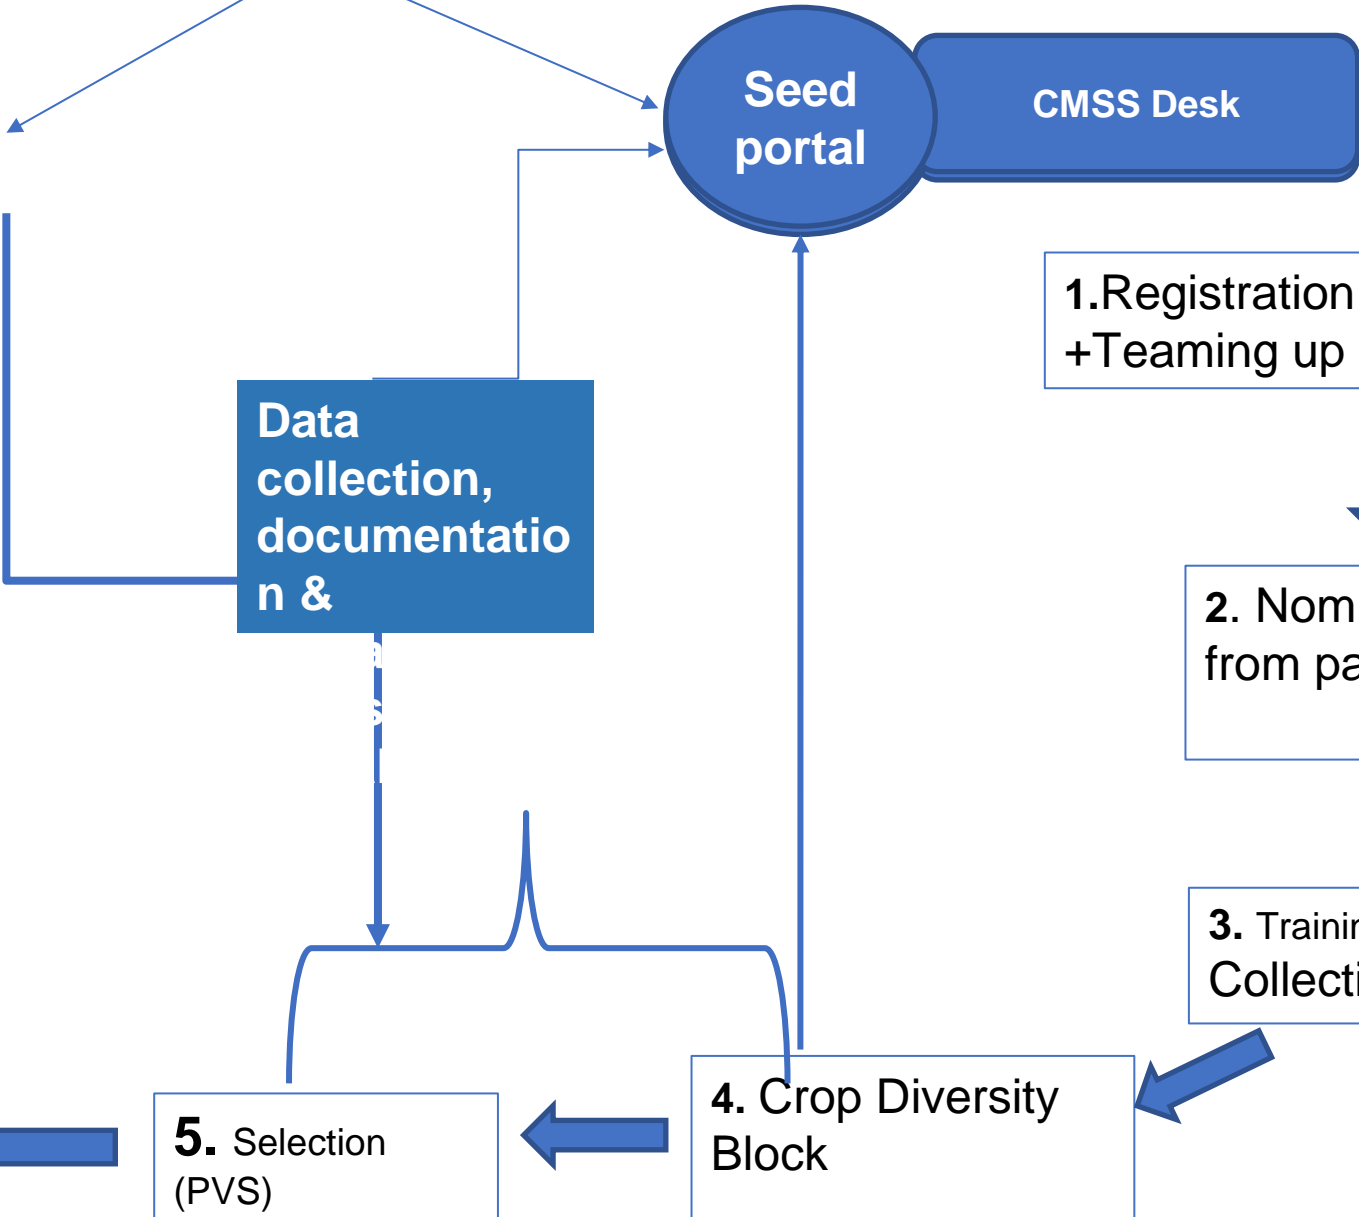 Seed
portal
CMSS Desk
1.Registration
+Teaming up
Data
collection,
documentatio
n &
2. Nom
from pa
3.
Collecti
4. Crop Diversity
Block
5. Selection
(PVS)